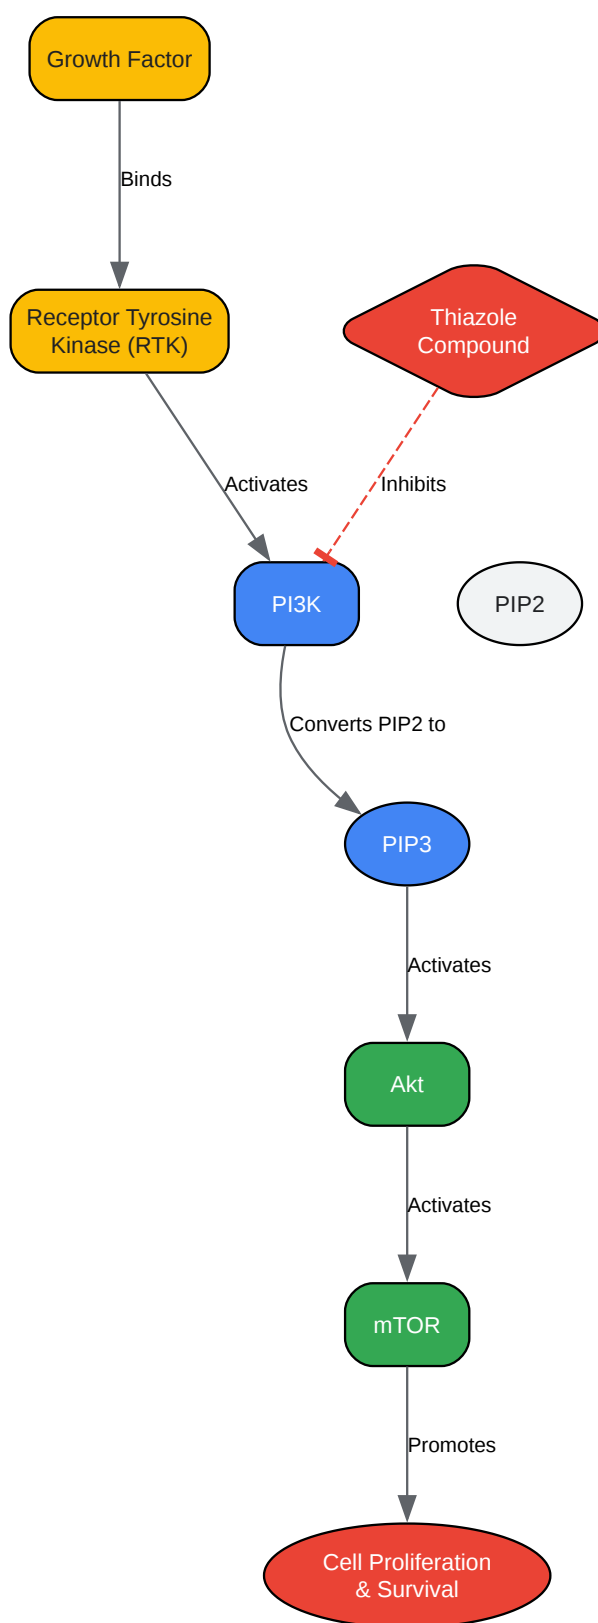 Growth Factor
Binds
Receptor Tyrosine
Kinase (RTK)
Thiazole
Compound
Activates
Inhibits
PI3K
PIP2
Converts PIP2 to
PIP3
Activates
Akt
Activates
mTOR
Promotes
Cell Proliferation
& Survival